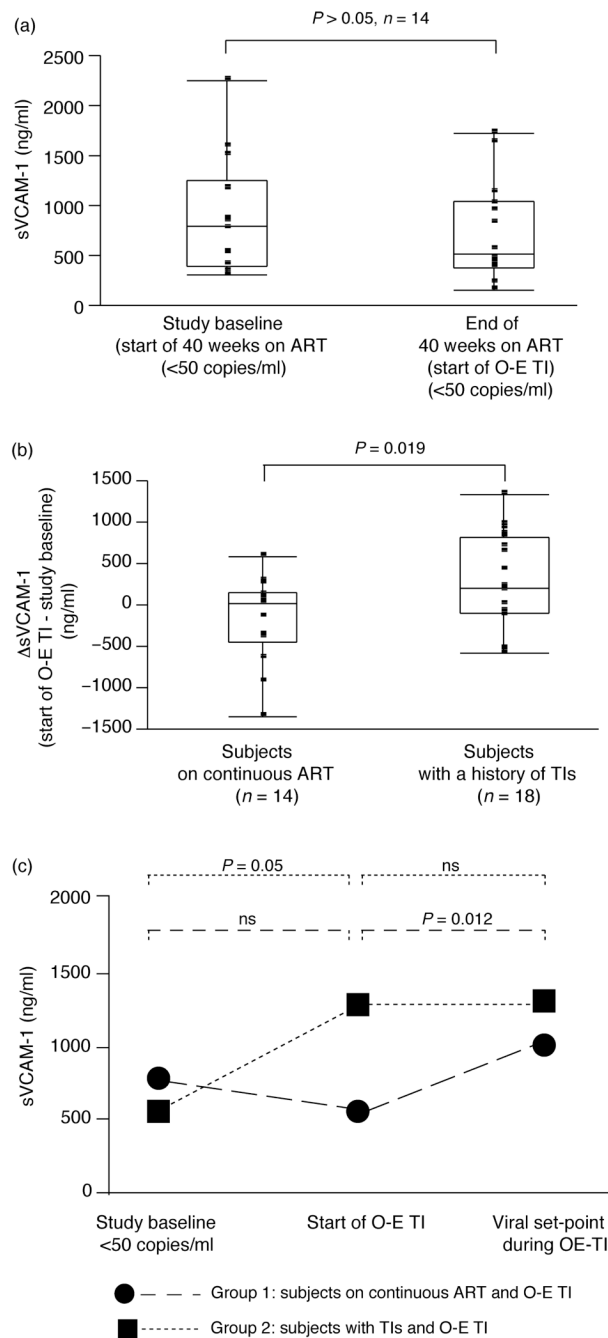 (a)
P > 0.05, n = 14
2500
1500
1000
500
0
sVCAM-1 (ng/ml)
Study baseline
(start of 40 weeks on ART
(<50 copies/ml)
End of
40 weeks on ART
(start of O-E TI)
(<50 copies/ml)
(b)
P = 0.019
1500
1000
500
0
−500
−1000
−1500
ΔsVCAM-1
(start of O-E TI - study baseline)
(ng/ml)
Subjects
on continuous ART
(n = 14)
Subjects
with a history of TIs
(n = 18)
(c)
P = 0.05
ns
ns
P = 0.012
2000
1500
1000
500
0
sVCAM-1 (ng/ml)
Study baseline
<50 copies/ml
Start of O-E TI
Viral set-point
during OE-TI
Group 1: subjects on continuous ART and O-E TI
Group 2: subjects with TIs and O-E TI